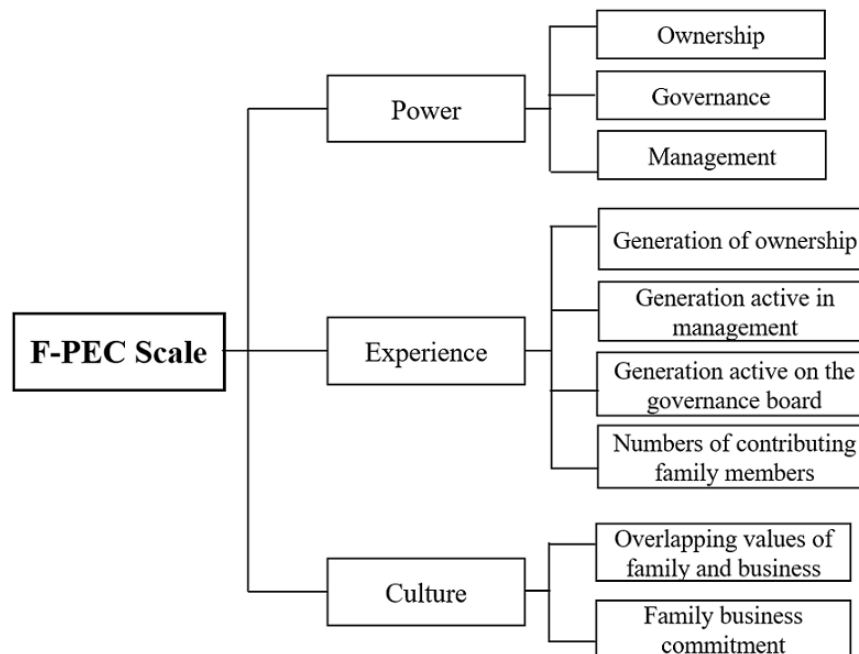 Ownership
Governance
Power
Management
Generation of ownership
Generation active in
management
F-PEC Scale
Experience
Generation active on the
governance board
Numbers of contributing
family members
Overlapping values of
family and business
Culture
Family business
commitment